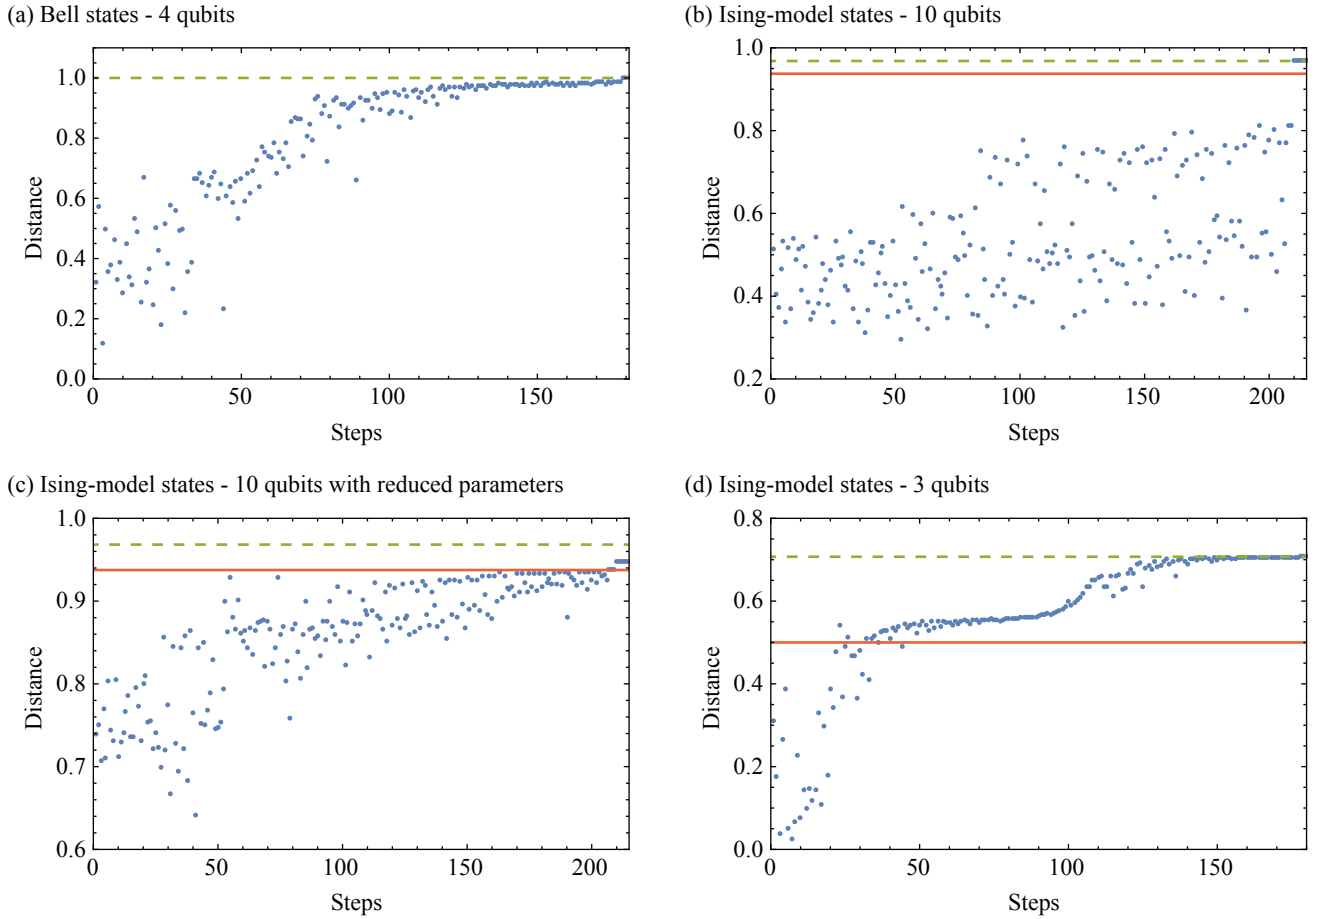 (a) Bell states - 4 qubits
1.0
0.8
0.6
0.4
0.2
0.0
Distance
0 50 100 150
Steps
(b) Ising-model states - 10 qubits
1.0
0.8
0.6
0.4
0.2
Distance
0 50 100 150 200
Steps
(c) Ising-model states - 10 qubits with reduced parameters
1.0
0.9
0.8
0.7
0.6
Distance
0 50 100 150 200
Steps
(d) Ising-model states - 3 qubits
0.8
0.6
0.4
0.2
0.0
Distance
0 50 100 150
Steps